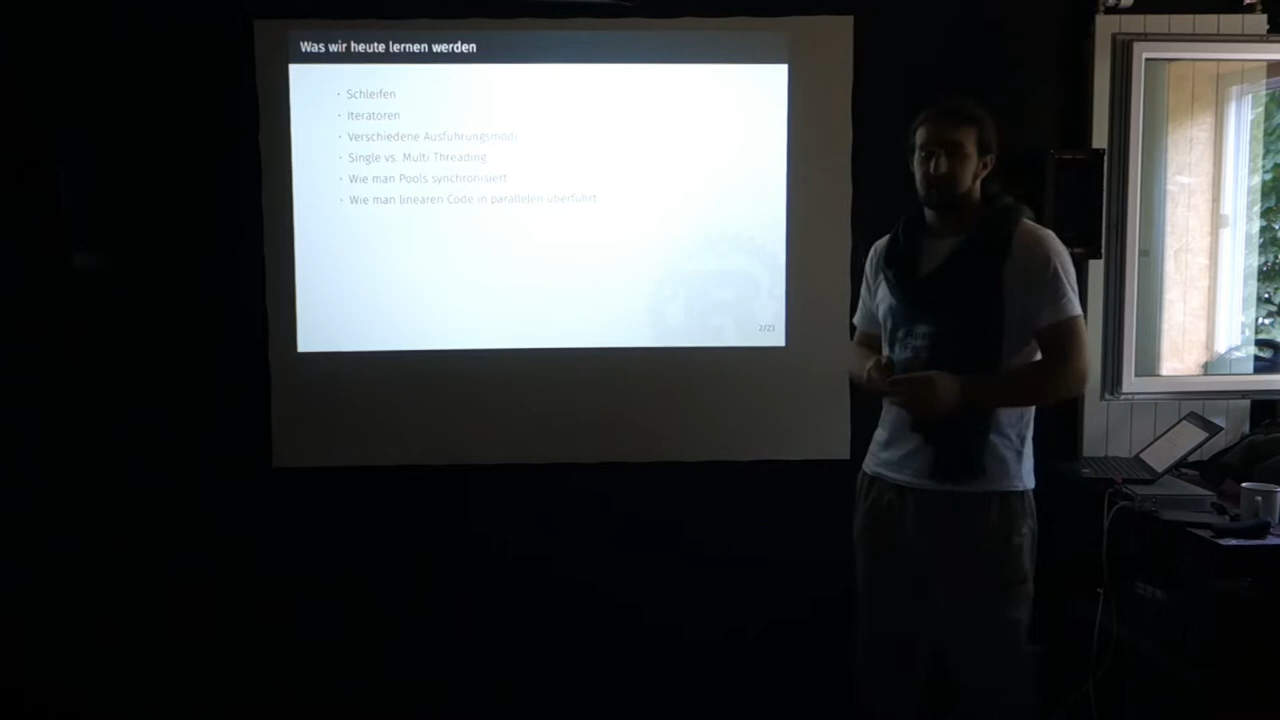 Was wir heute lernen werden
· Schleifen
· Iteratoren
· Verschiedene Ausführungsmodi
· Single vs. Multi Threading
· Wie man Pools synchronisiert
· Wie man linearen Code in parallelen überführt
2/23